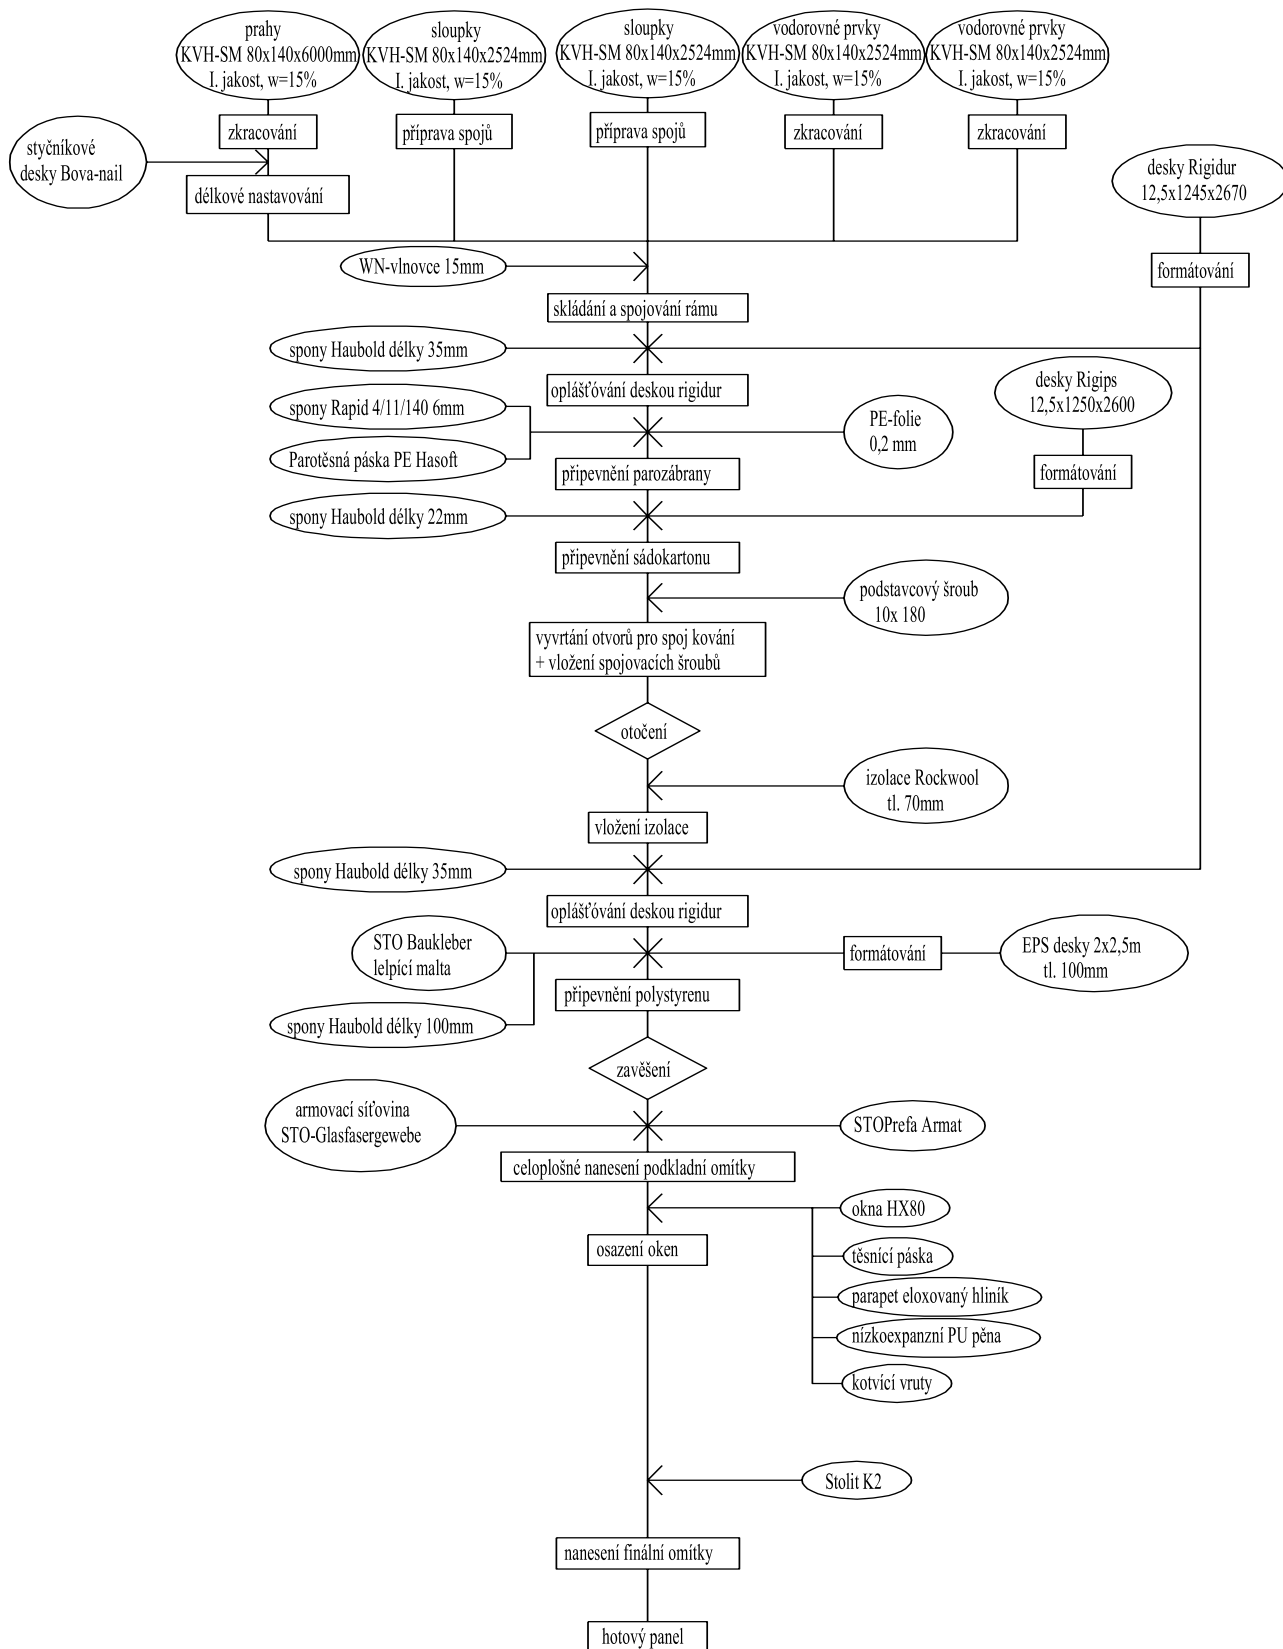 prahy
KVH-SM 80x140x6000mm
I. jakost, w=15%
sloupky
KVH-SM 80x140x2524mm
I. jakost, w=15%
sloupky
KVH-SM 80x140x2524mm
I. jakost, w=15%
vodorovné prvky
KVH-SM 80x140x2524mm
I. jakost, w=15%
vodorovné prvky
KVH-SM 80x140x2524mm
I. jakost, w=15%
zkracování
příprava spojů
příprava spojů
zkracování
zkracování
styčníkové
desky Bova-nail
délkové nastavování
desky Rigidur
12,5x1245x2670
formátování
WN-vlnovce 15mm
skládání a spojování rámu
spony Haubold délky 35mm
oplášťování deskou rigidur
desky Rigips
12,5x1250x2600
spony Rapid 4/11/140 6mm
PE-folie
0,2 mm
Parotěsná páska PE Hasoft
připevnění parozábrany
formátování
spony Haubold délky 22mm
připevnění sádokartonu
podstavcový šroub
10x 180
vyvrtání otvorů pro spoj kování
+ vložení spojovacích šroubů
otočení
izolace Rockwool
tl. 70mm
vložení izolace
spony Haubold délky 35mm
oplášťování deskou rigidur
STO Baukleber
lelpící malta
formátování
EPS desky 2x2,5m
tl. 100mm
připevnění polystyrenu
spony Haubold délky 100mm
zavěšení
armovací síťovina
STO-Glasfasergewebe
STOPrefa Armat
celoplošné nanesení podkladní omítky
okna HX80
osazení oken
těsnící páska
parapet eloxovaný hliník
nízkoexpanzní PU pěna
kotvící vruty
Stolit K2
nanesení finální omítky
hotový panel